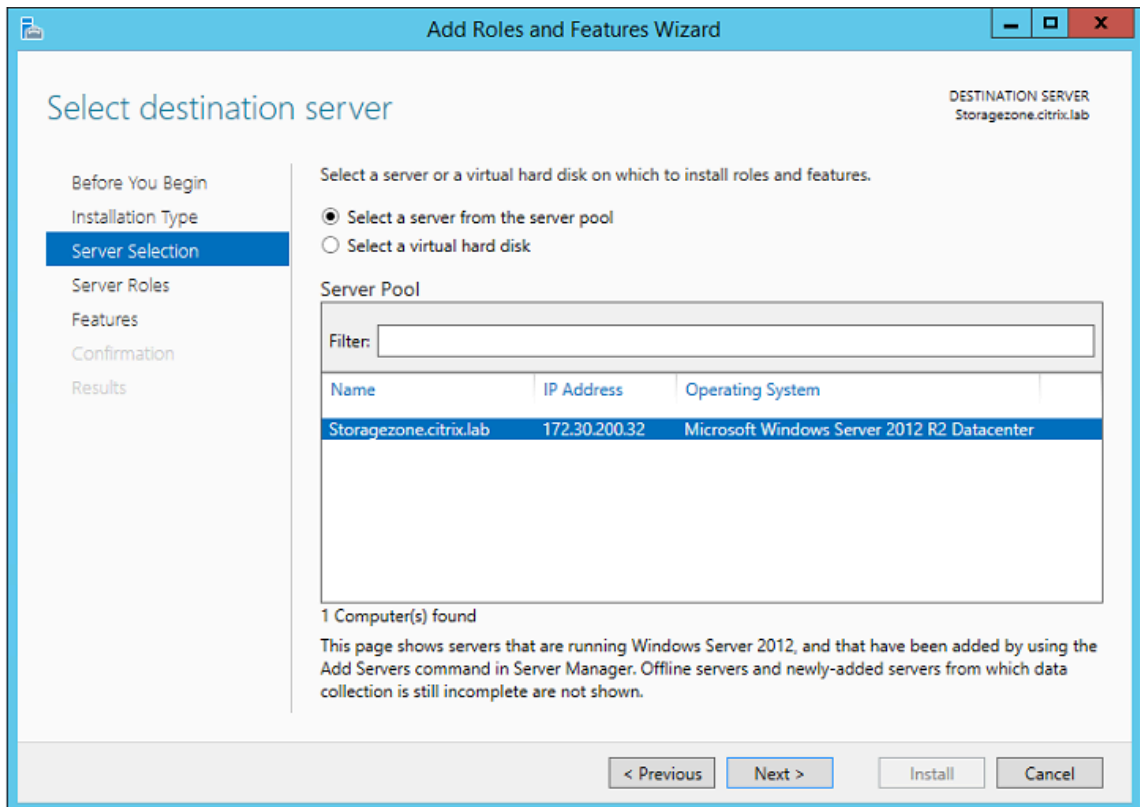 Add Roles and Features Wizard
Select destination server
DESTINATION SERVER
Storagezone.citrix.lab
Before You Begin
Installation Type
Server Selection
Server Roles
Features
Confirmation
Results
Select a server or a virtual hard disk on which to install roles and features.
Select a server from the server pool
Select a virtual hard disk
Server Pool
Filter:
Name IP Address Operating System
Storagezone.citrix.lab 172.30.200.32 Microsoft Windows Server 2012 R2 Datacenter
1 Computer(s) found
This page shows servers that are running Windows Server 2012, and that have been added by using the
Add Servers command in Server Manager. Offline servers and newly-added servers from which data
collection is still incomplete are not shown.
< Previous Next > Install Cancel